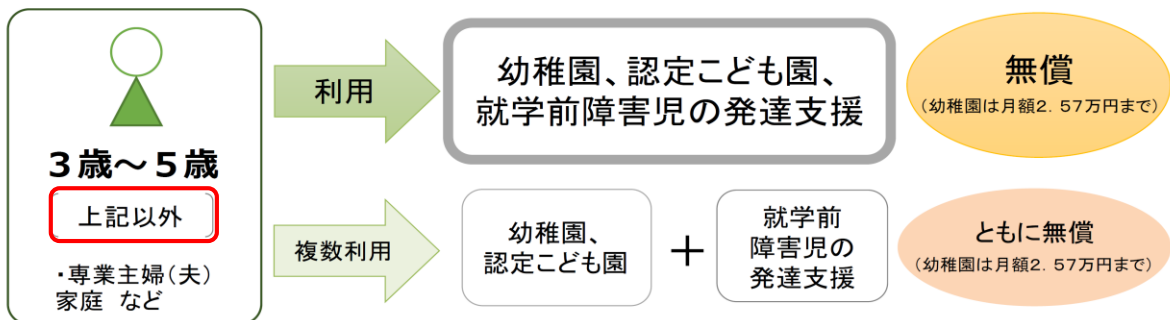 3歳～5歳
上記以外
・専業主婦(夫)
家庭 など
利用
幼稚園、認定こども園、
就学前障害児の発達支援
無償
(幼稚園は月額2．57万円まで)
複数利用
幼稚園、
認定こども園
＋
就学前
障害児の
発達支援
ともに無償
(幼稚園は月額2．57万円まで)